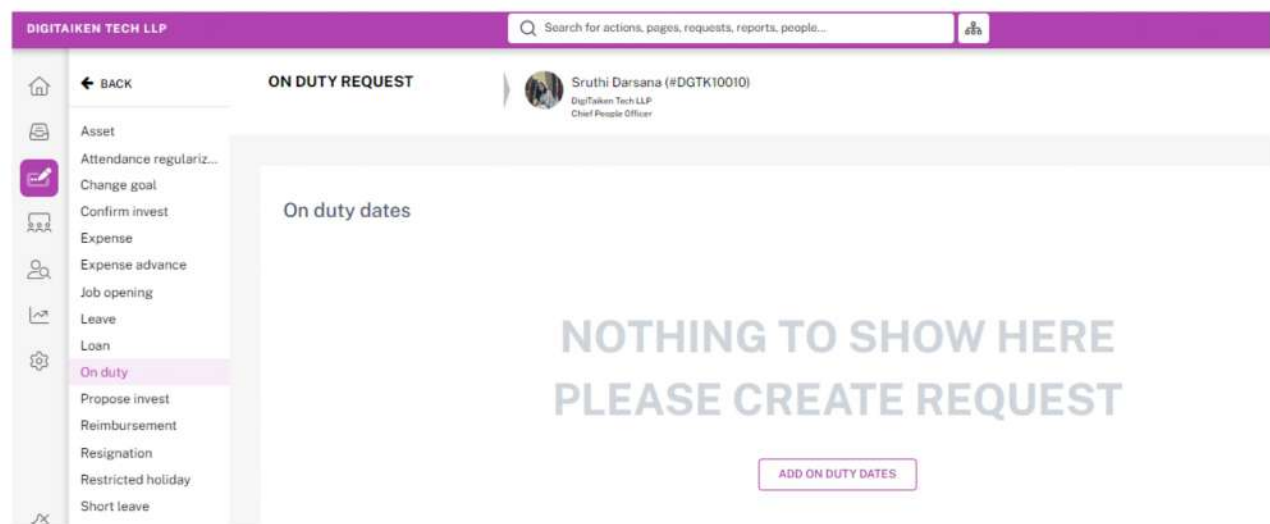 DIGITAIKEN TECH LLP
Search for actions, pages, requests, reports, people...
BACK
ON DUTY REQUEST
Sruthi Darsana (#DGTK10010)
DigiTaiken Tech LLP
Chief People Officer
Asset
Attendance regulariz...
Change goal
Confirm invest
Expense
Expense advance
Job opening
Leave
Loan
On duty
Propose invest
Reimbursement
Resignation
Restricted holiday
Short leave
On duty dates
NOTHING TO SHOW HERE
PLEASE CREATE REQUEST
ADD ON DUTY DATES